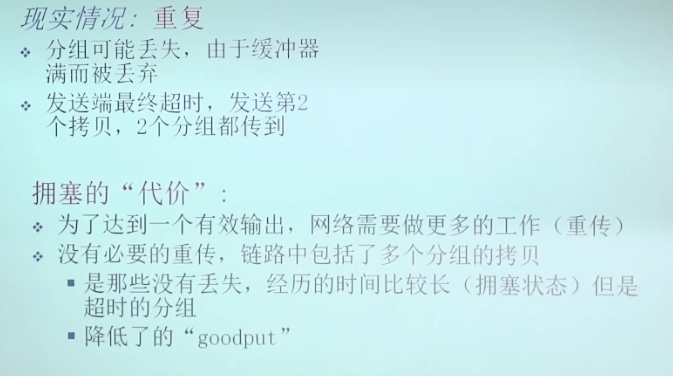 现实情况：重复
分组可能丢失，由于缓冲器
满而被丢弃
发送端最终超时，发送第2
个拷贝，2个分组都传到
拥塞的“代价”：
为了达到一个有效输出，网络需要做更多的工作（重传）
没有必要的重传，链路中包括了多个分组的拷贝
是那些没有丢失，经历的时间比较长（拥塞状态）但是
超时的分组
降低了的“goodput”